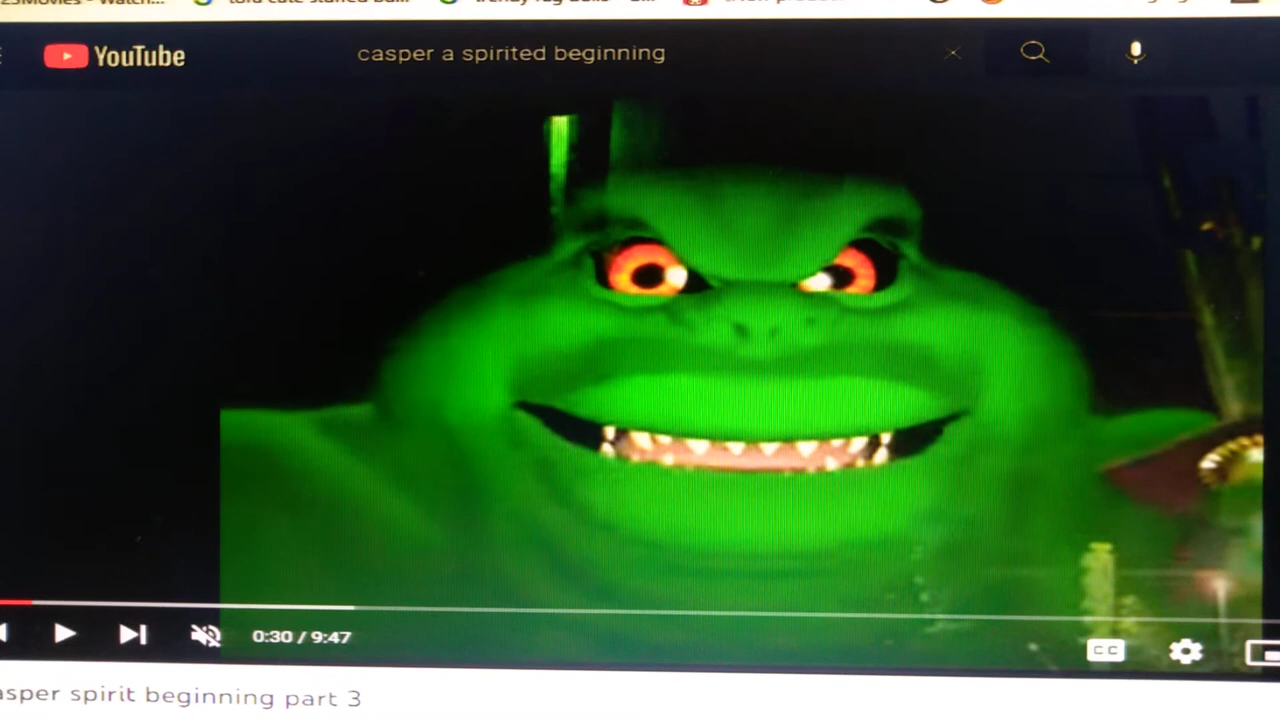 YouTube
casper a spirited beginning
0:30 / 9:47
CC
asper spirit beginning part 3